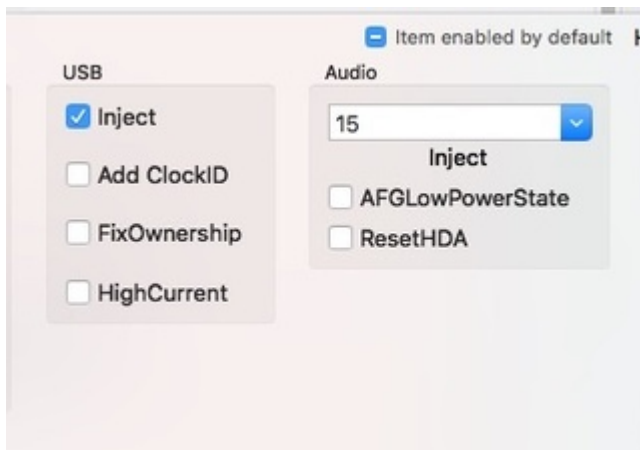 Item enabled by default
USB
Inject
Add ClockID
FixOwnership
HighCurrent
Audio
15
Inject
AFGLowPowerState
ResetHDA